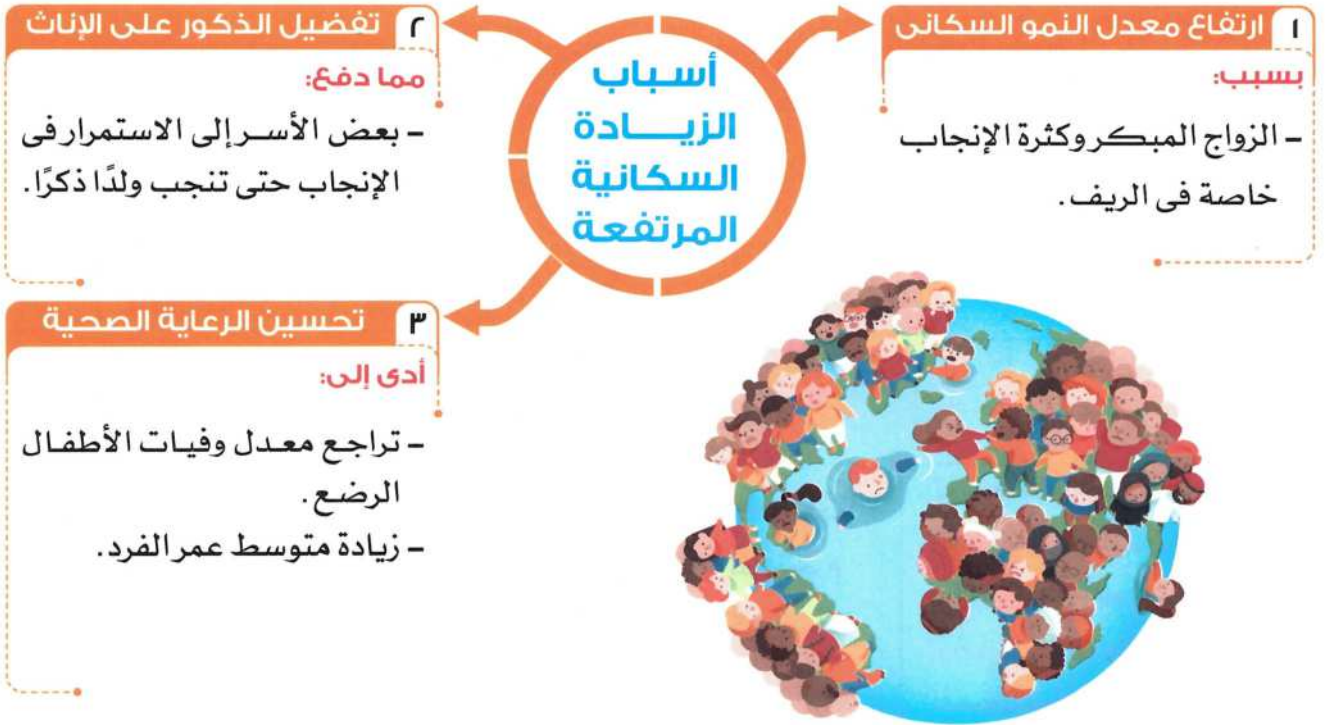 أسباب
الزيادة
السكانية
المرتفعة
١ ارتفاع معدل النمو السكانى
بسبب:
– الزواج المبكر وكثرة الإنجاب
خاصة فى الريف.
٢ تفضيل الذكور على الإناث
مما دفع:
– بعض الأسر إلى الاستمرار فى
الإنجاب حتى تنجب ولدًا ذكرًا.
٣ تحسين الرعاية الصحية
أدى إلى:
– تراجع معدل وفيات الأطفال
الرضع.
– زيادة متوسط عمر الفرد.